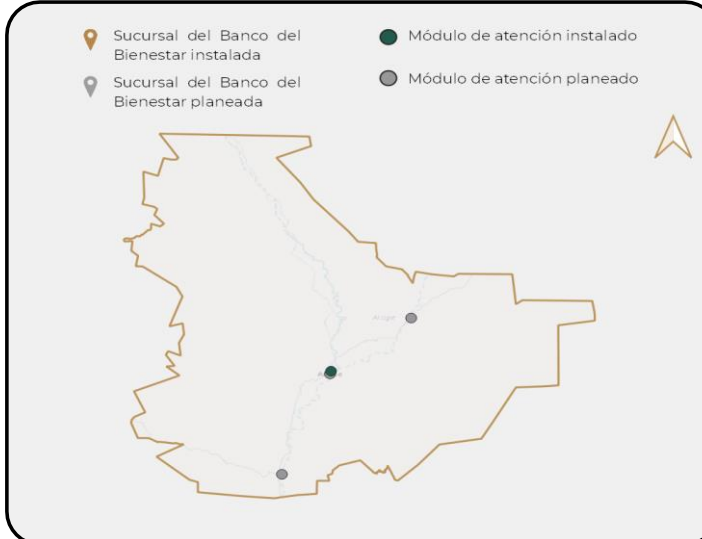 Sucursal del Banco del
Bienestar instalada
Sucursal del Banco del
Bienestar planeada
Módulo de atención instalado
Módulo de atención planeado